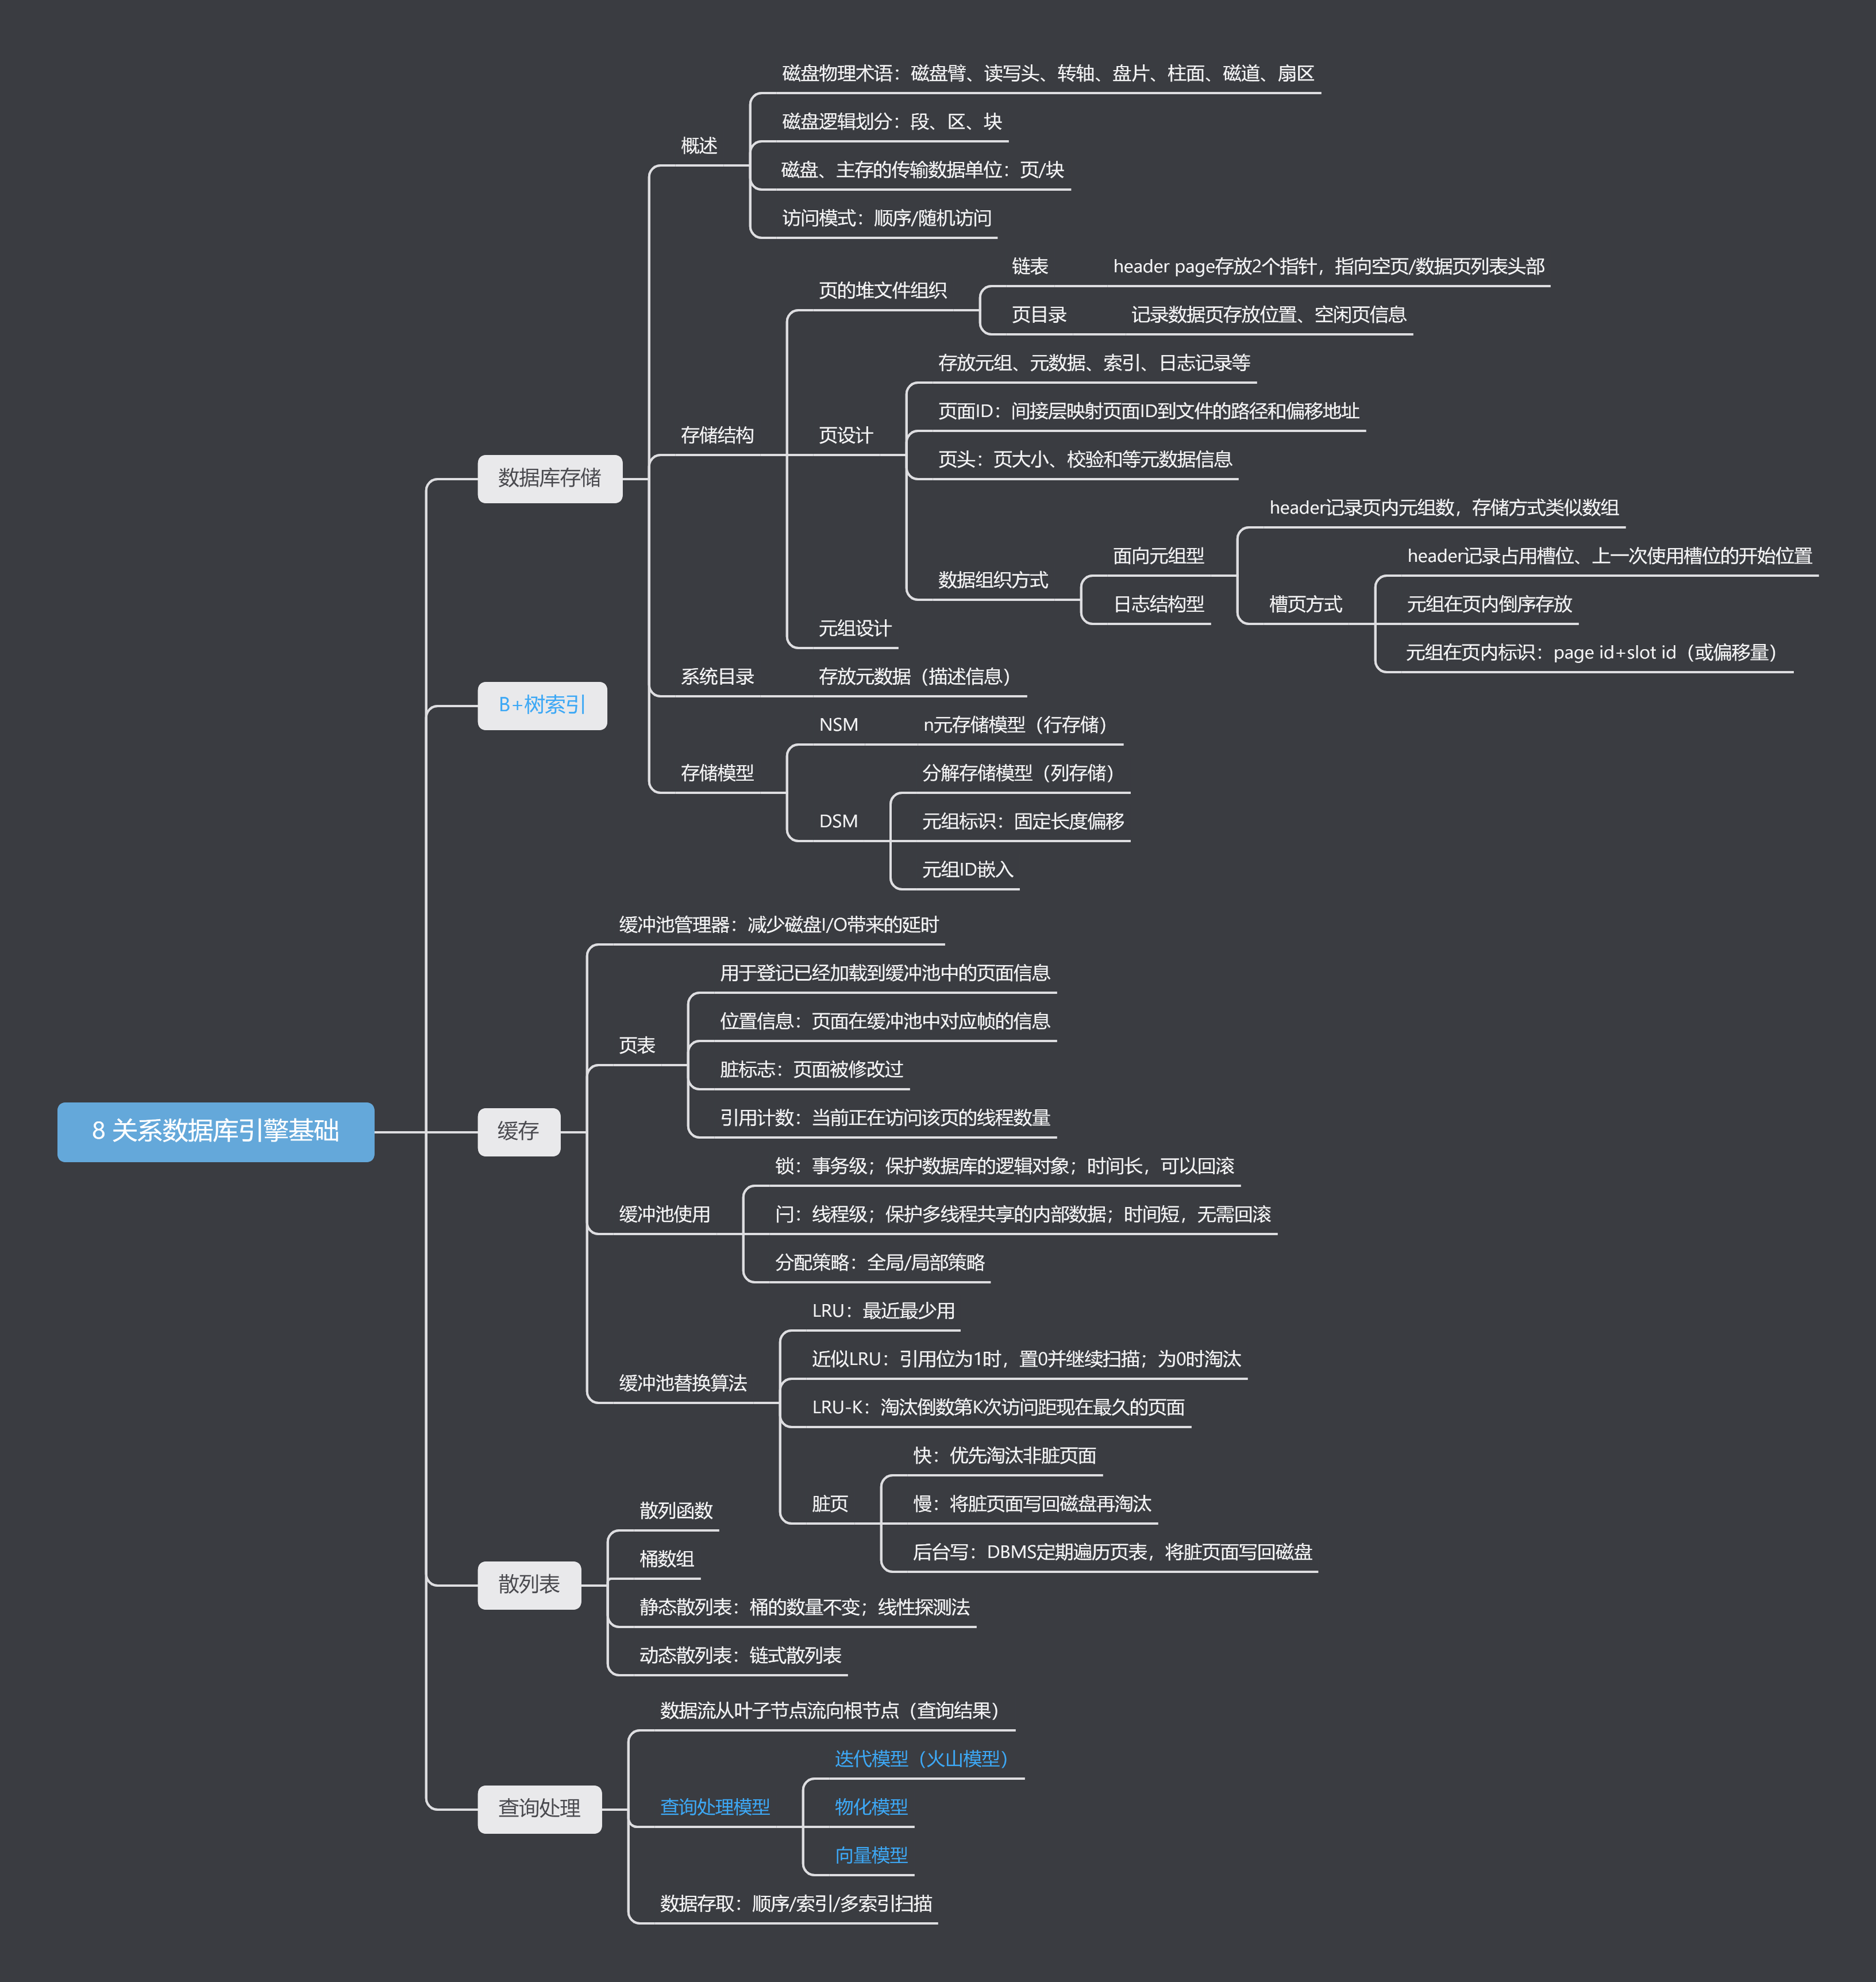 8 关系数据库引擎基础
数据库存储
概述
磁盘物理术语：磁盘臂、读写头、转轴、盘片、柱面、磁道、扇区
磁盘逻辑划分：段、区、块
磁盘、主存的传输数据单位：页/块
访问模式：顺序/随机访问
存储结构
页的堆文件组织
链表
header page存放2个指针，指向空页/数据页列表头部
页目录
记录数据页存放位置、空闲页信息
页设计
存放元组、元数据、索引、日志记录等
页面ID：间接层映射页面ID到文件的路径和偏移地址
页头：页大小、校验和等元数据信息
数据组织方式
面向元组型
header记录页内元组数，存储方式类似数组
槽页方式
header记录占用槽位、上一次使用槽位的开始位置
元组在页内倒序存放
元组在页内标识：page id+slot id（或偏移量）
日志结构型
元组设计
系统目录
存放元数据（描述信息）
存储模型
NSM
n元存储模型（行存储）
DSM
分解存储模型（列存储）
元组标识：固定长度偏移
元组ID嵌入
B+树索引
缓存
缓冲池管理器：减少磁盘I/O带来的延时
页表
用于登记已经加载到缓冲池中的页面信息
位置信息：页面在缓冲池中对应帧的信息
脏标志：页面被修改过
引用计数：当前正在访问该页的线程数量
缓冲池使用
锁：事务级；保护数据库的逻辑对象；时间长，可以回滚
闩：线程级；保护多线程共享的内部数据；时间短，无需回滚
分配策略：全局/局部策略
缓冲池替换算法
LRU：最近最少用
近似LRU：引用位为1时，置0并继续扫描；为0时淘汰
LRU-K：淘汰倒数第K次访问距现在最久的页面
脏页
快：优先淘汰非脏页面
慢：将脏页面写回磁盘再淘汰
后台写：DBMS定期遍历页表，将脏页面写回磁盘
散列表
散列函数
桶数组
静态散列表：桶的数量不变；线性探测法
动态散列表：链式散列表
查询处理
数据流从叶子节点流向根节点（查询结果）
查询处理模型
迭代模型（火山模型）
物化模型
向量模型
数据存取：顺序/索引/多索引扫描